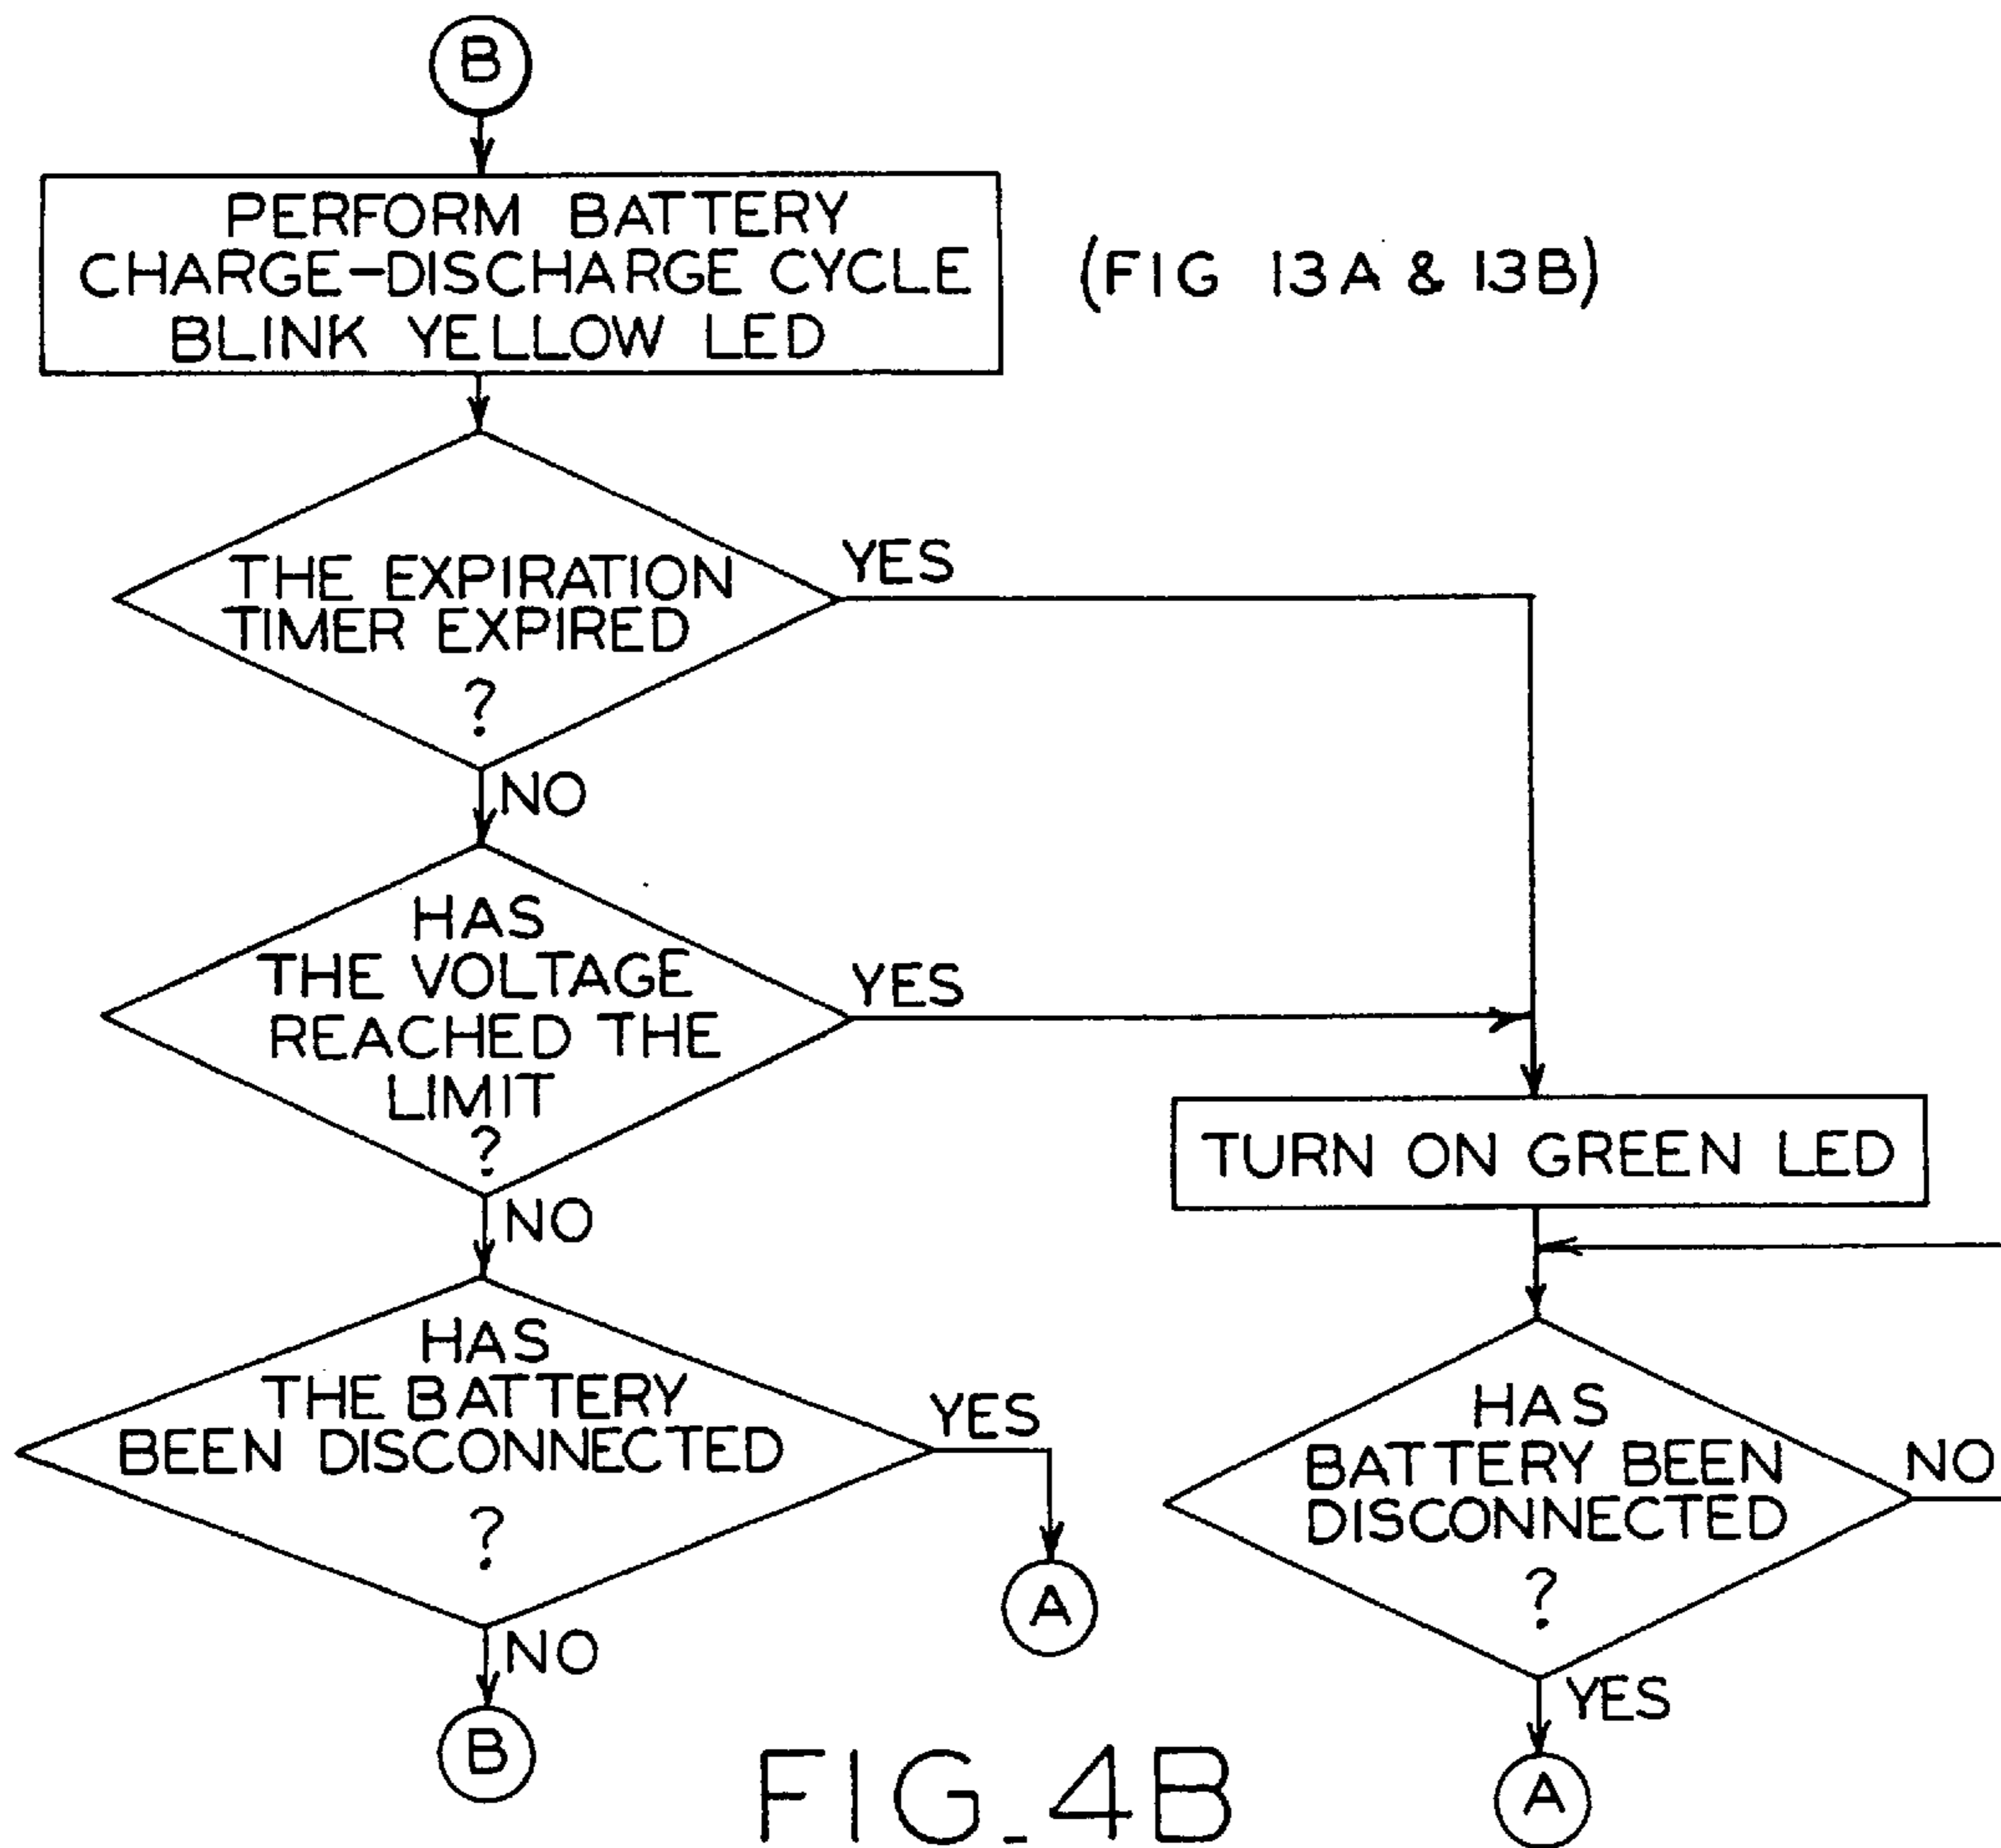 B
PERFORM BATTERY
CHARGE-DISCHARGE CYCLE
BLINK YELLOW LED
(FIG 13A & 13B)
THE EXPIRATION
TIMER EXPIRED
?
YES
NO
HAS
THE VOLTAGE
REACHED THE
LIMIT
?
YES
NO
TURN ON GREEN LED
HAS
THE BATTERY
BEEN DISCONNECTED
?
YES
A
NO
B
HAS
BATTERY BEEN
DISCONNECTED
?
NO
YES
A
FIG_4B